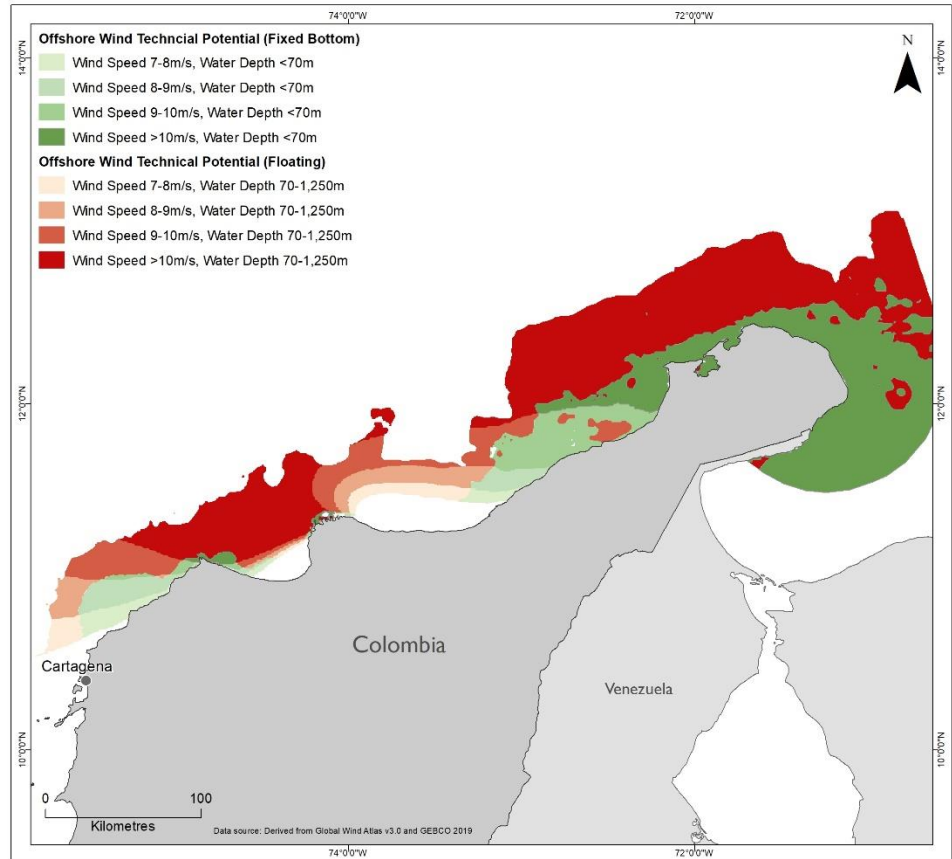 74°0'0"W
72°0'0"W
Offshore Wind Techncial Potential (Fixed Bottom)
Wind Speed 7-8m/s, Water Depth <70m
Wind Speed 8-9m/s, Water Depth <70m
Wind Speed 9-10m/s, Water Depth <70m
Wind Speed >10m/s, Water Depth <70m
Offshore Wind Technical Potential (Floating)
Wind Speed 7-8m/s, Water Depth 70-1,250m
Wind Speed 8-9m/s, Water Depth 70-1,250m
Wind Speed 9-10m/s, Water Depth 70-1,250m
Wind Speed >10m/s, Water Depth 70-1,250m
N
14°0'0"N
14°0'0"N
12°0'0"N
12°0'0"N
Colombia
Cartagena
Venezuela
10°0'0"N
10°0'0"N
0 100
Kilometres
Data source: Derived from Global Wind Atlas v3.0 and GEBCO 2019
74°0'0"W
72°0'0"W